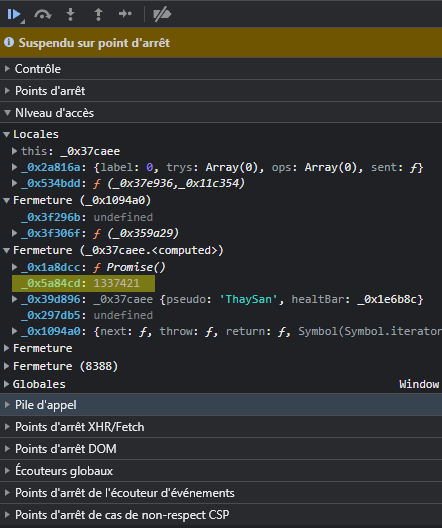 Suspendu sur point d'arrêt
Contrôle
Points d'arrêt
NIveau d'accès
Locales
this: _0x37caee
_0x2a816a: {label: 0, trys: Array(0), ops: Array(0), sent: ƒ}
_0x534bdd: ƒ (_0x37e936,_0x11c354)
Fermeture (_0x1094a0)
_0x3f296b: undefined
_0x3f306f: ƒ (_0x359a29)
Fermeture (_0x37caee.<computed>)
_0x1a8dcc: ƒ Promise()
_0x5a84cd: 1337421
_0x39d896: _0x37caee {pseudo: 'ThaySan', healtBar: _0x1e6b8c}
_0x297db5: undefined
_0x1094a0: {next: ƒ, throw: ƒ, return: ƒ, Symbol(Symbol.iterator
Fermeture
Fermeture (8388)
Globales Window
Pile d'appel
Points d'arrêt XHR/Fetch
Points d'arrêt DOM
Écouteurs globaux
Points d'arrêt de l'écouteur d'événements
Points d'arrêt de cas de non-respect CSP